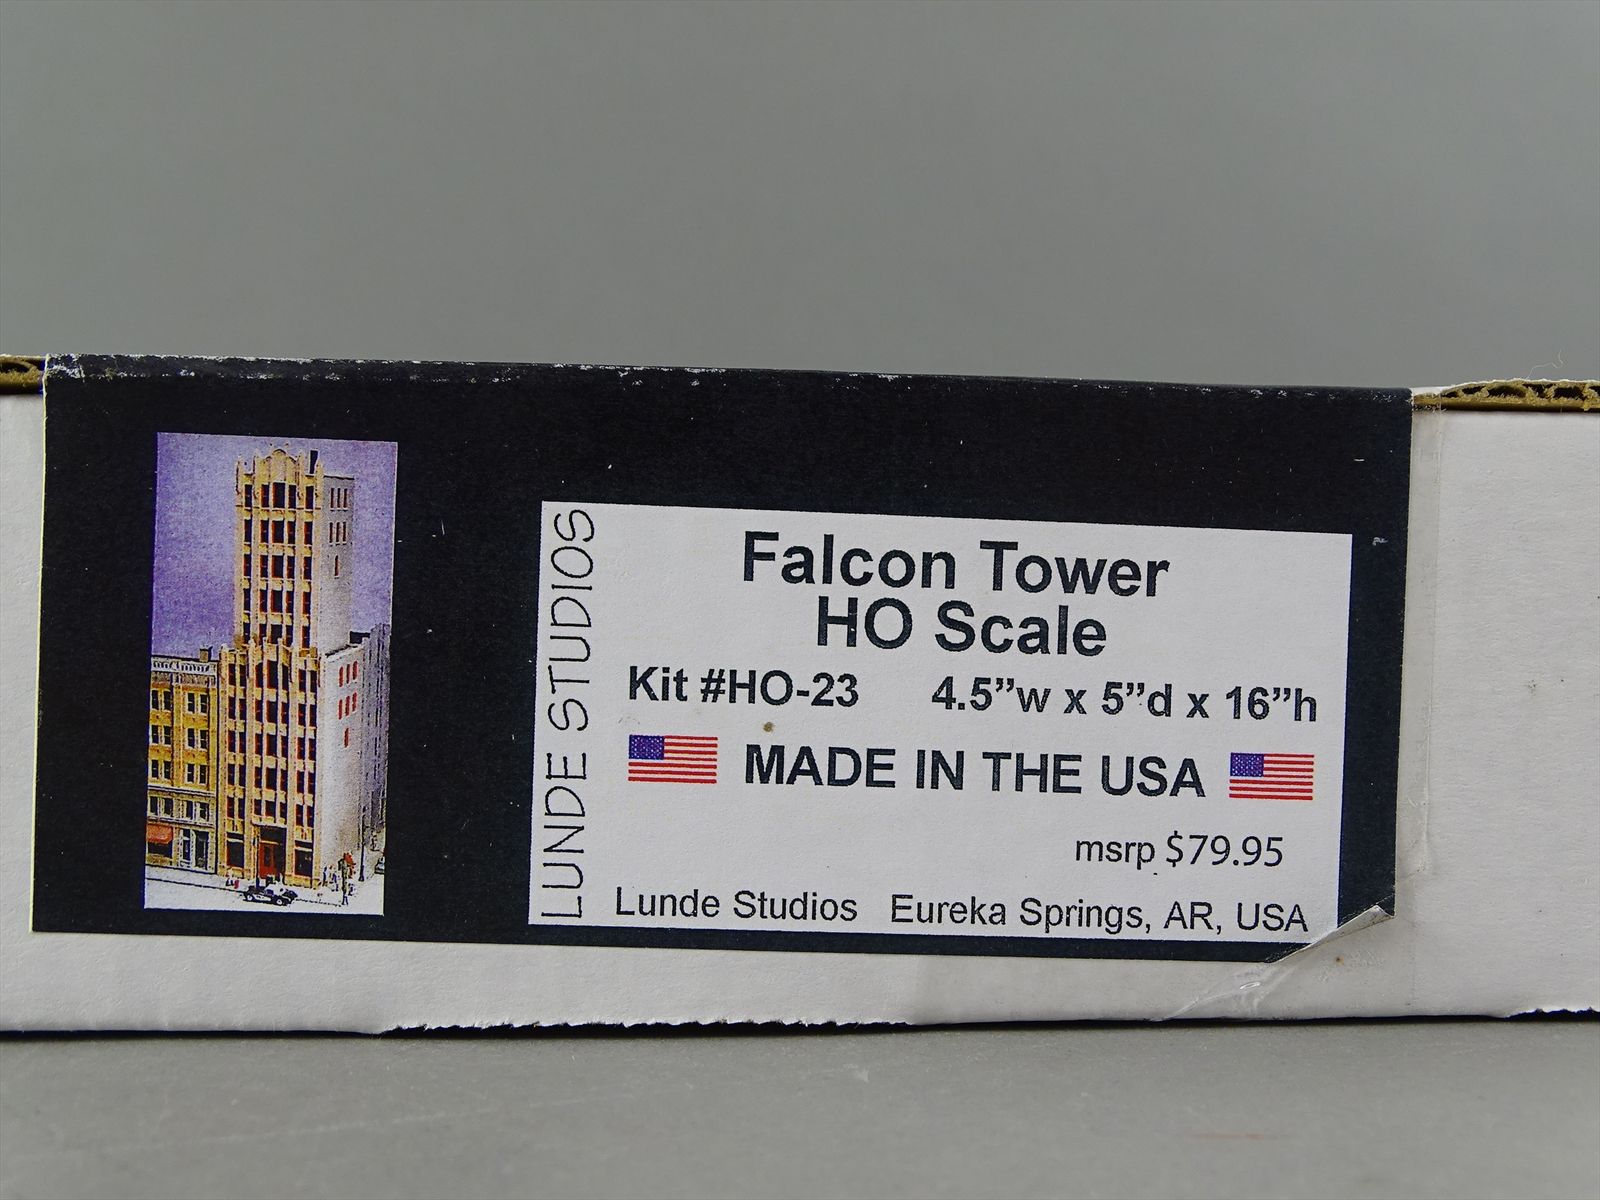 LUNDE STUDIOS
Falcon Tower
HO Scale
Kit #HO-23 4.5”w x 5”d x 16”h
MADE IN THE USA
msrp $79.95
Lunde Studios Eureka Springs, AR, USA